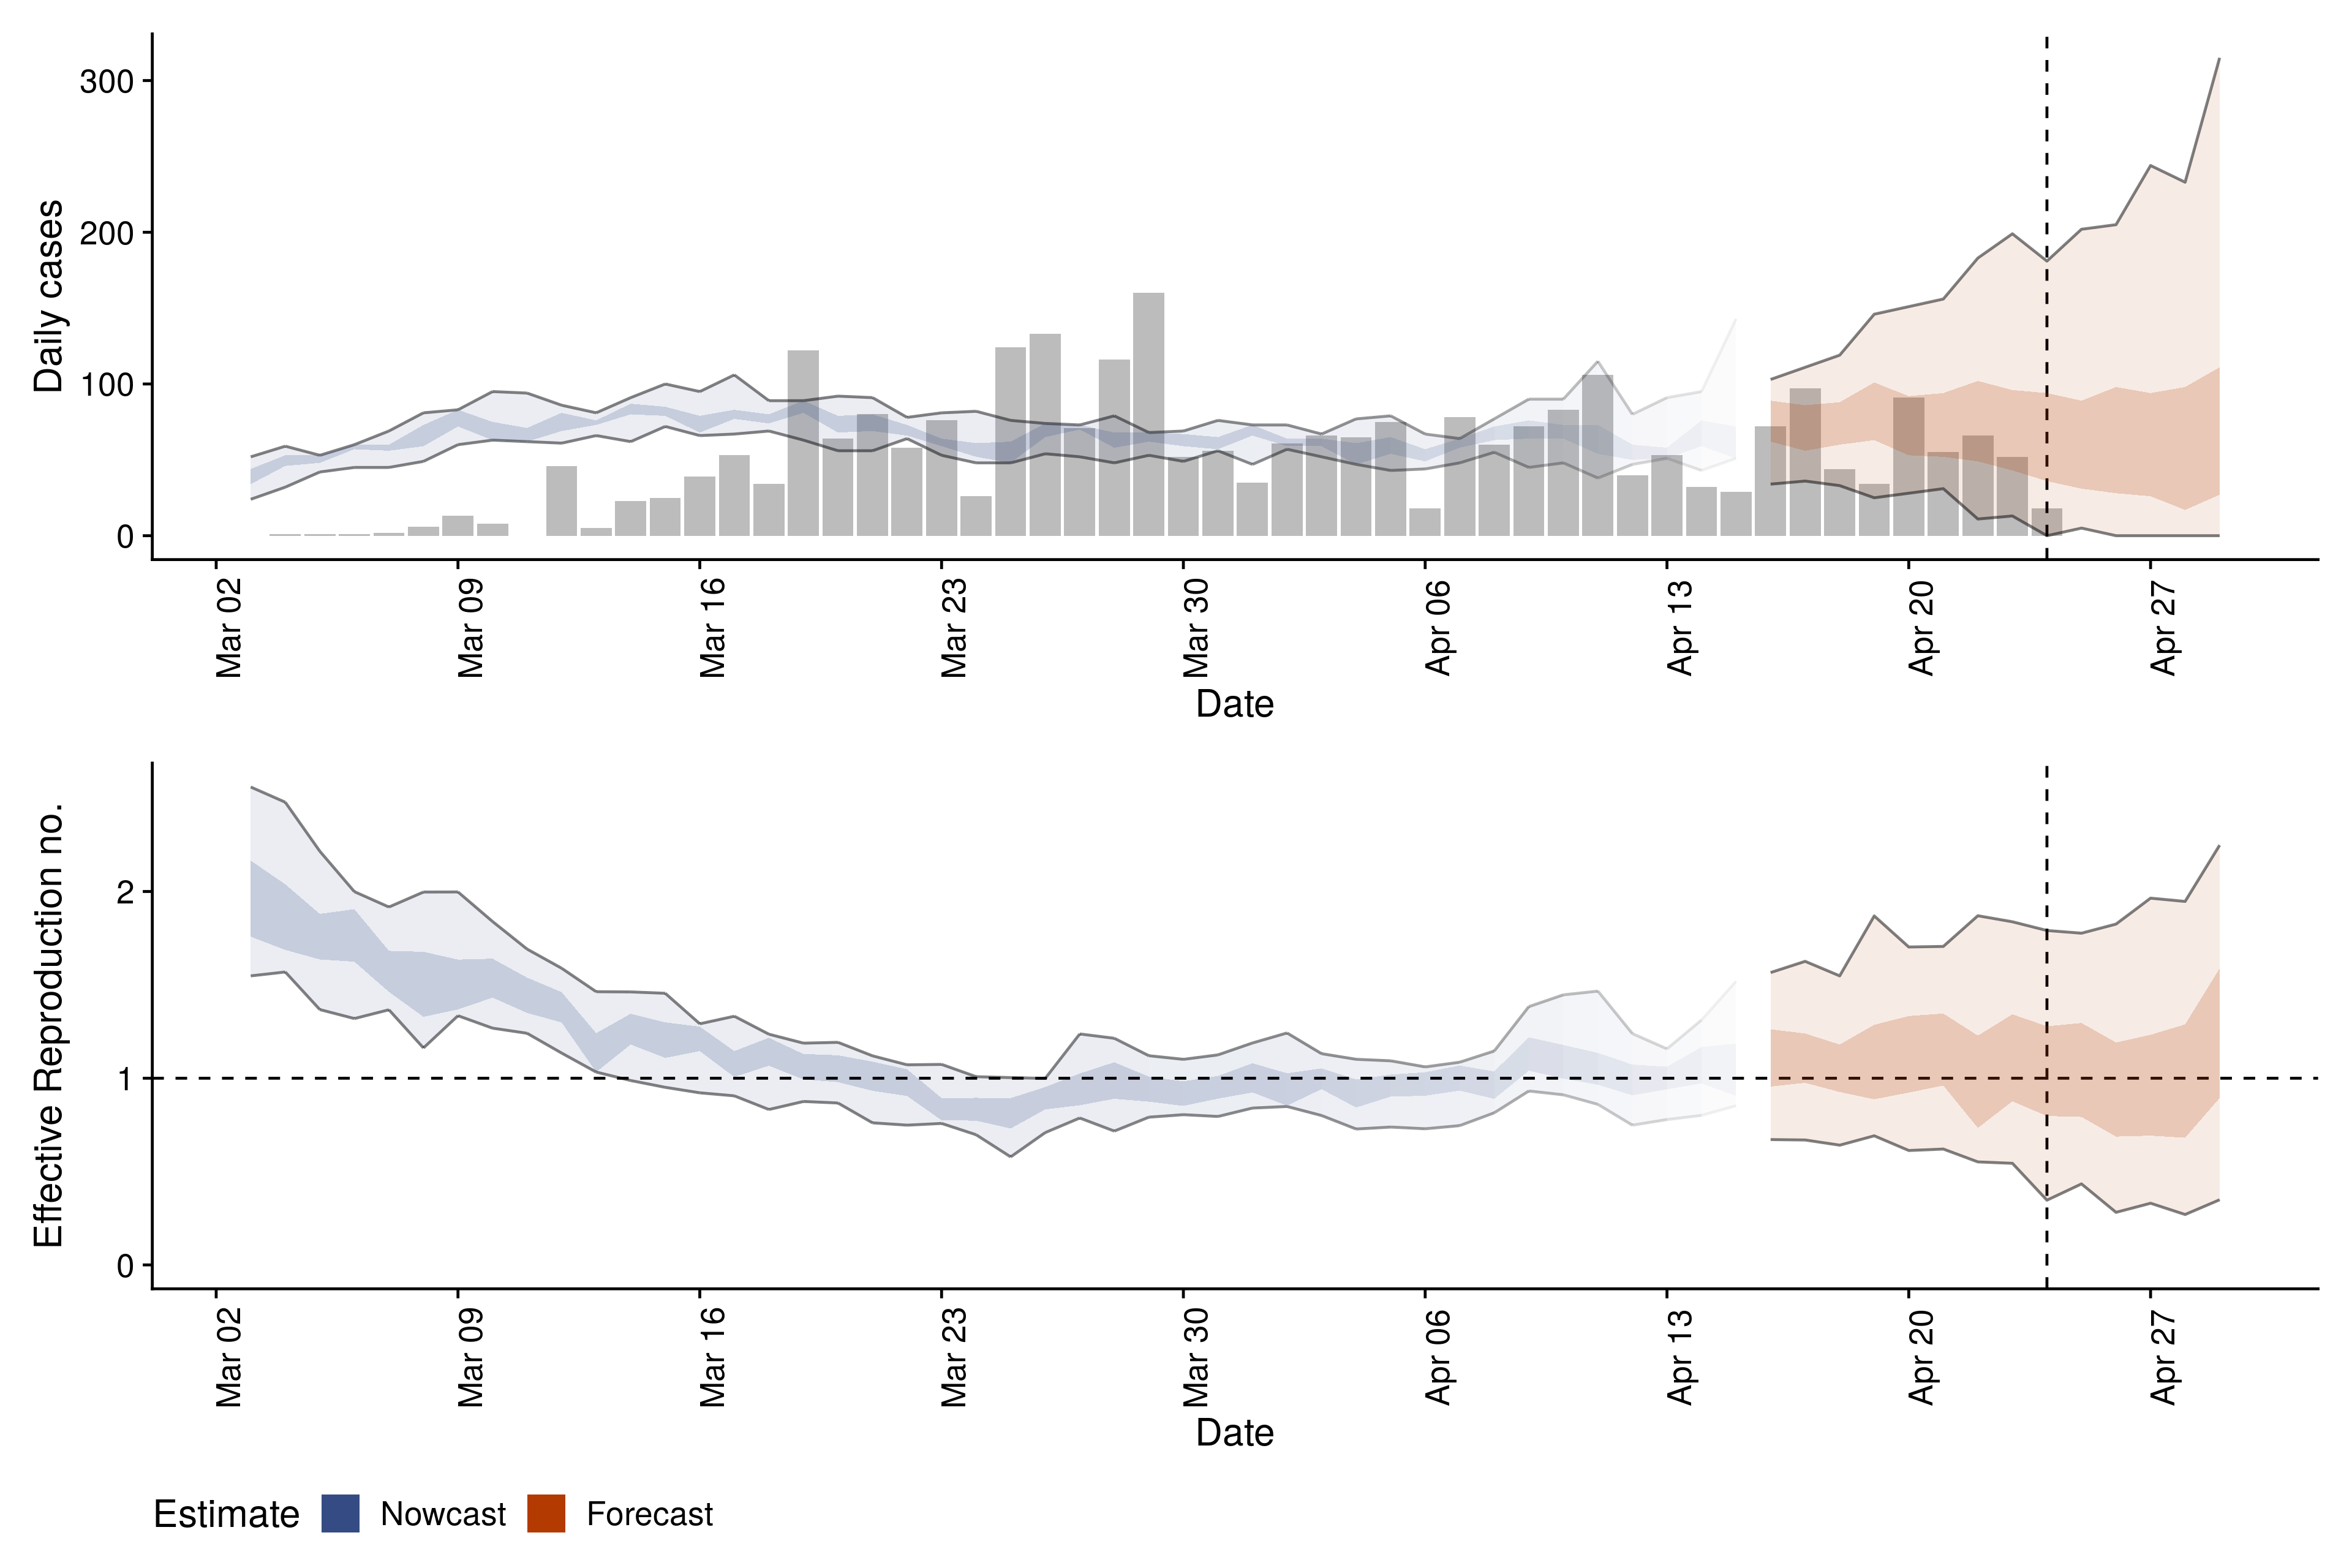 Daily cases
300
200
100
0
Mar 02
Mar 09
Mar 16
Mar 23
Mar 30
Apr 06
Apr 13
Apr 20
Apr 27
Date
Effective Reproduction no.
2
1
0
Mar 02
Mar 09
Mar 16
Mar 23
Mar 30
Apr 06
Apr 13
Apr 20
Apr 27
Date
Estimate Nowcast Forecast